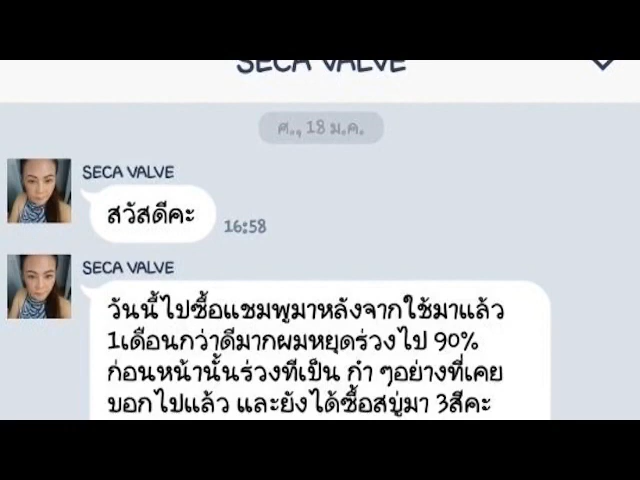 SECA VALVE
ศ., 18 ม.ค.
SECA VALVE
สวัสดีคะ
16:58
SECA VALVE
วันนี้ไปซื้อแชมพูมาหลังจากใช้มาแล้ว
1เดือนกว่าดีมากผมหยุดร่วงไป 90%
ก่อนหน้านั้นร่วงทีเป็น กำ ๆอย่างที่เคย
บอกไปแล้ว และยังได้ซื้อสบู่มา 3สีคะ